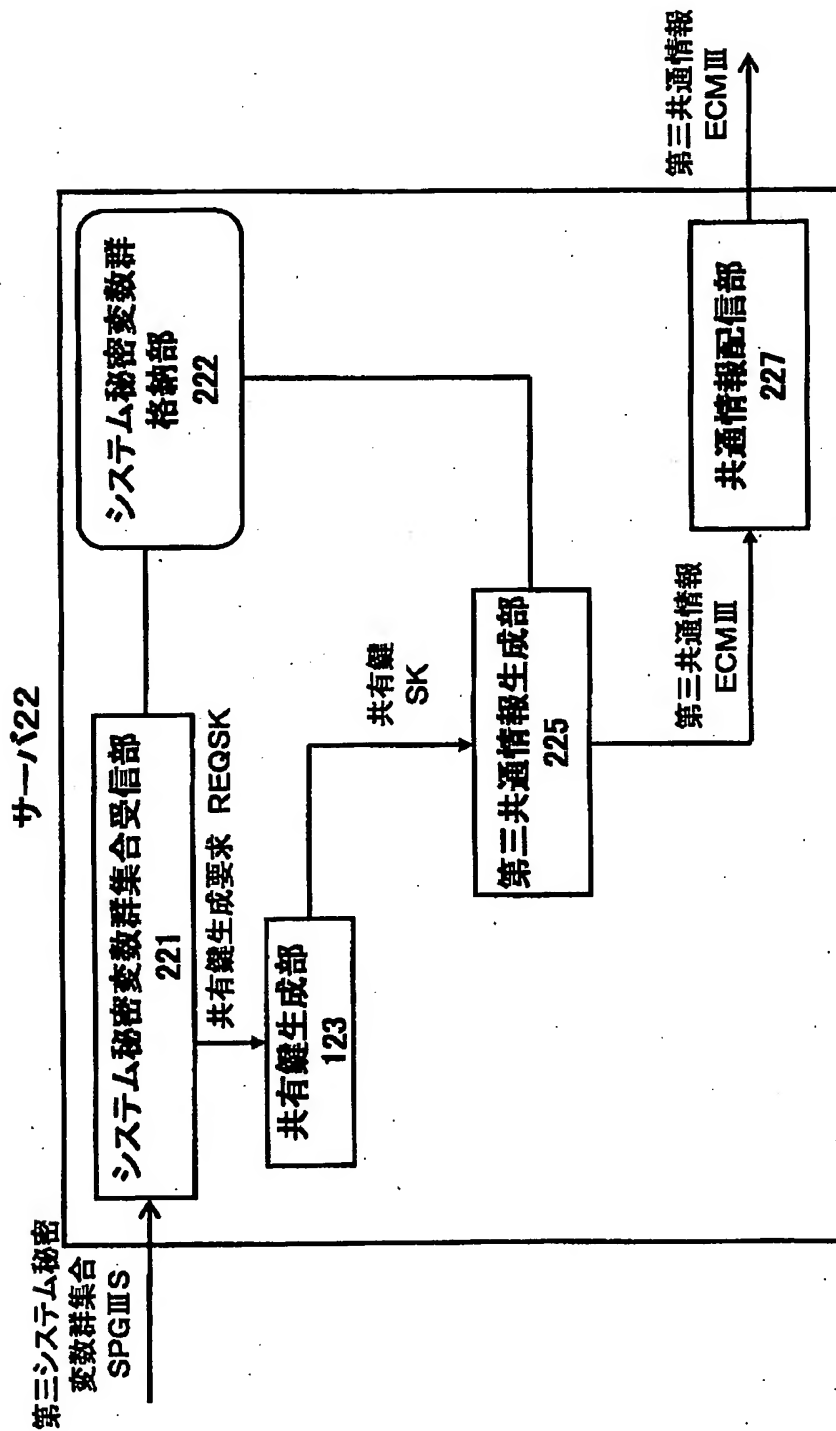 サーバ22
第三システム秘密
変数群集合
SPGⅢS
システム秘密変数群集合受信部
221
システム秘密変数群
格納部
222
共有鍵生成要求 REQSK
共有鍵生成部
123
共有鍵
SK
第三共通情報生成部
225
第三共通情報
ECMⅢ
共通情報配信部
227
第三共通情報
ECMⅢ